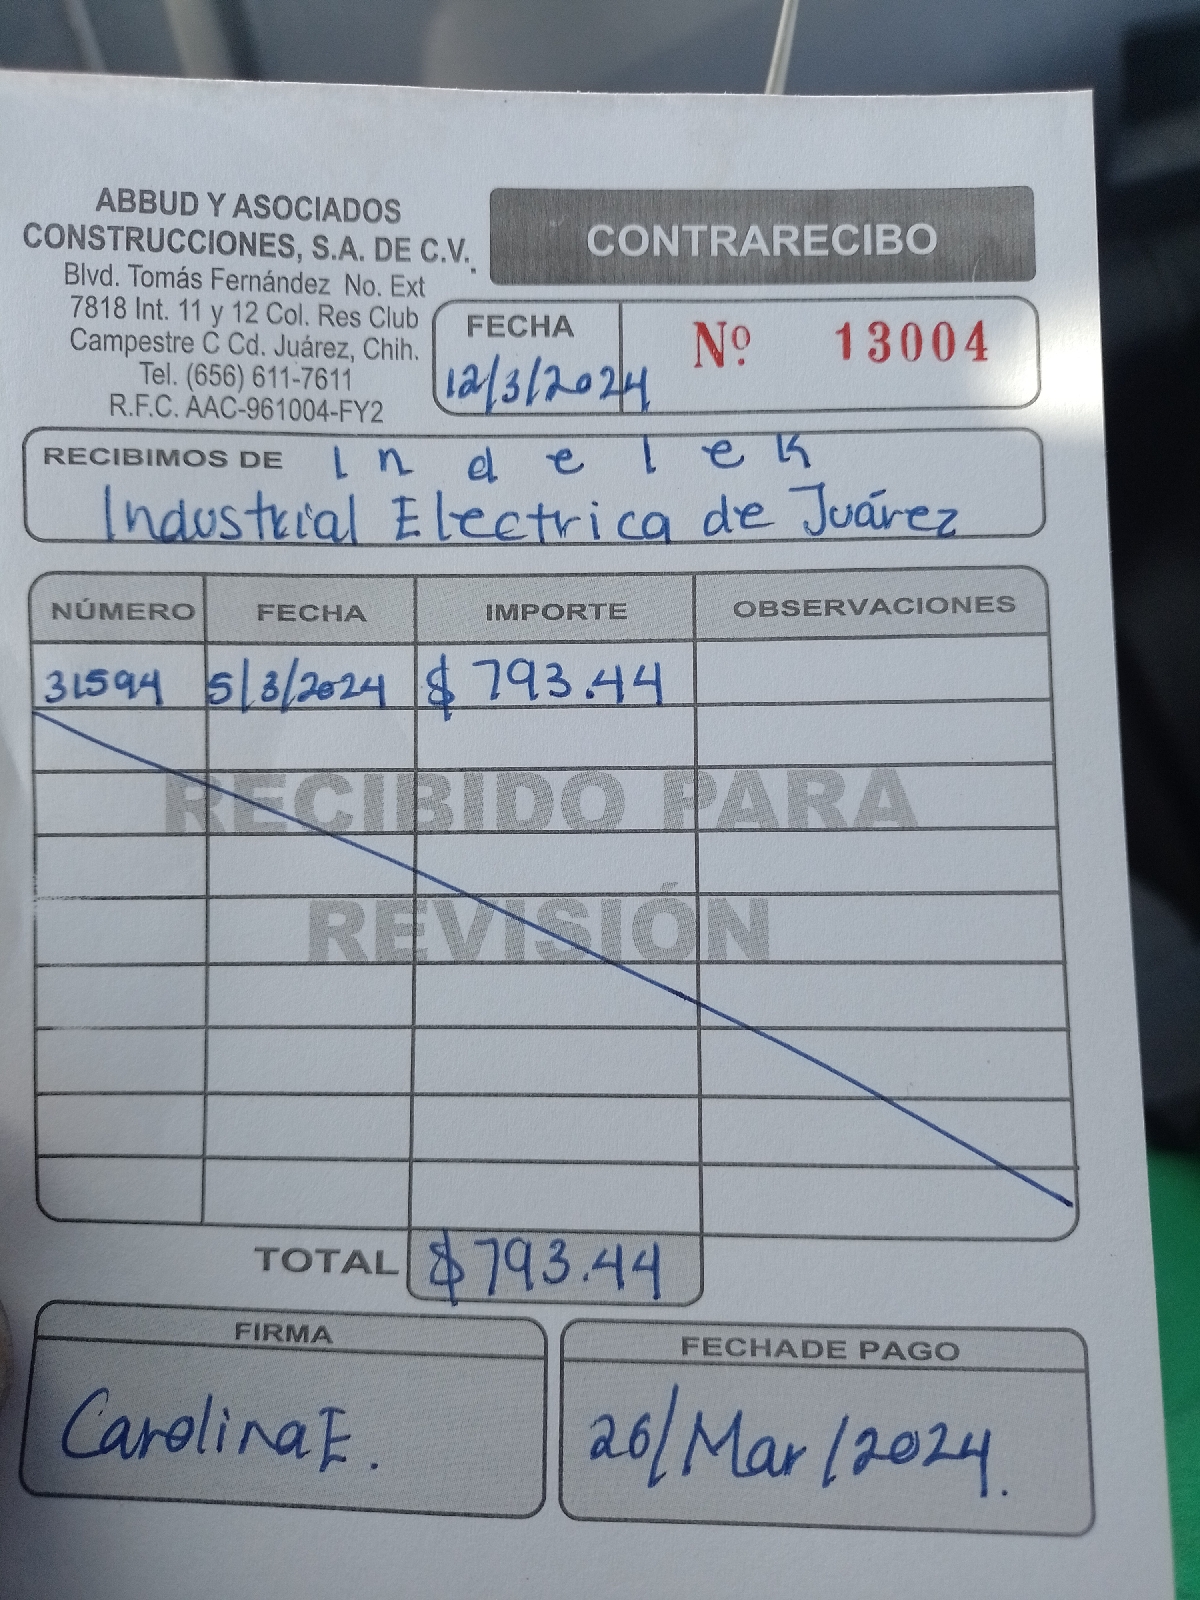 ABBUD Y ASOCIADOS
CONSTRUCCIONES, S.A. DE C.V.
Blvd. Tomás Fernández No. Ext
7818 Int. 11 y 12 Col. Res Club
Campestre C Cd. Juárez, Chih.
Tel. (656) 611-7611
R.F.C. AAC-961004-FY2
CONTRARECIBO
FECHA
12/3/2024
Nº 13004
RECIBIMOS DE Indelek
Industrial Electrica de Juárez
NÚMERO FECHA IMPORTE OBSERVACIONES
31594 5/3/2024 $ 793.44
RECIBIDO PARA
REVISIÓN
TOTAL $793.44
FIRMA
Carolina E.
FECHADE PAGO
26/Mar/2024.